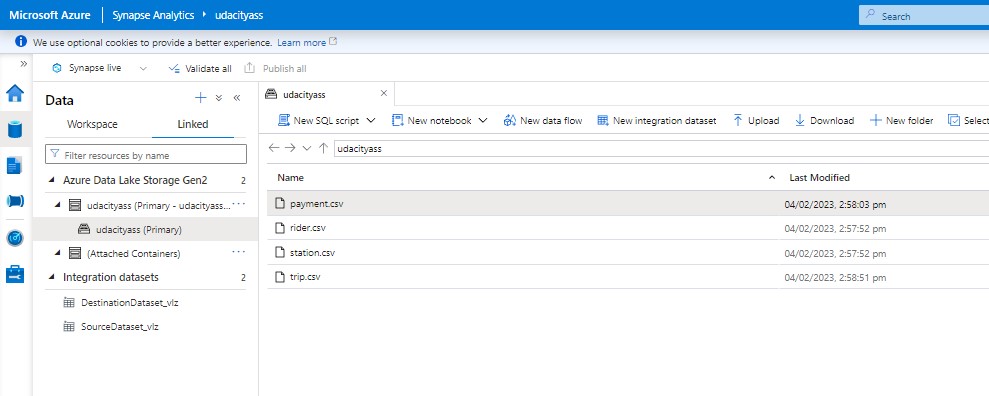 Microsoft Azure Synapse Analytics udacityass Search
We use optional cookies to provide a better experience. Learn more
Synapse live Validate all Publish all
Data
Workspace Linked
Filter resources by name
Azure Data Lake Storage Gen2 2
udacityass (Primary - udacityass...
udacityass (Primary)
(Attached Containers)
Integration datasets 2
DestinationDataset_vlz
SourceDataset_vlz
udacityass
New SQL script New notebook New data flow New integration dataset Upload Download New folder Select
udacityass
Name Last Modified
payment.csv 04/02/2023, 2:58:03 pm
rider.csv 04/02/2023, 2:57:52 pm
station.csv 04/02/2023, 2:57:52 pm
trip.csv 04/02/2023, 2:58:51 pm